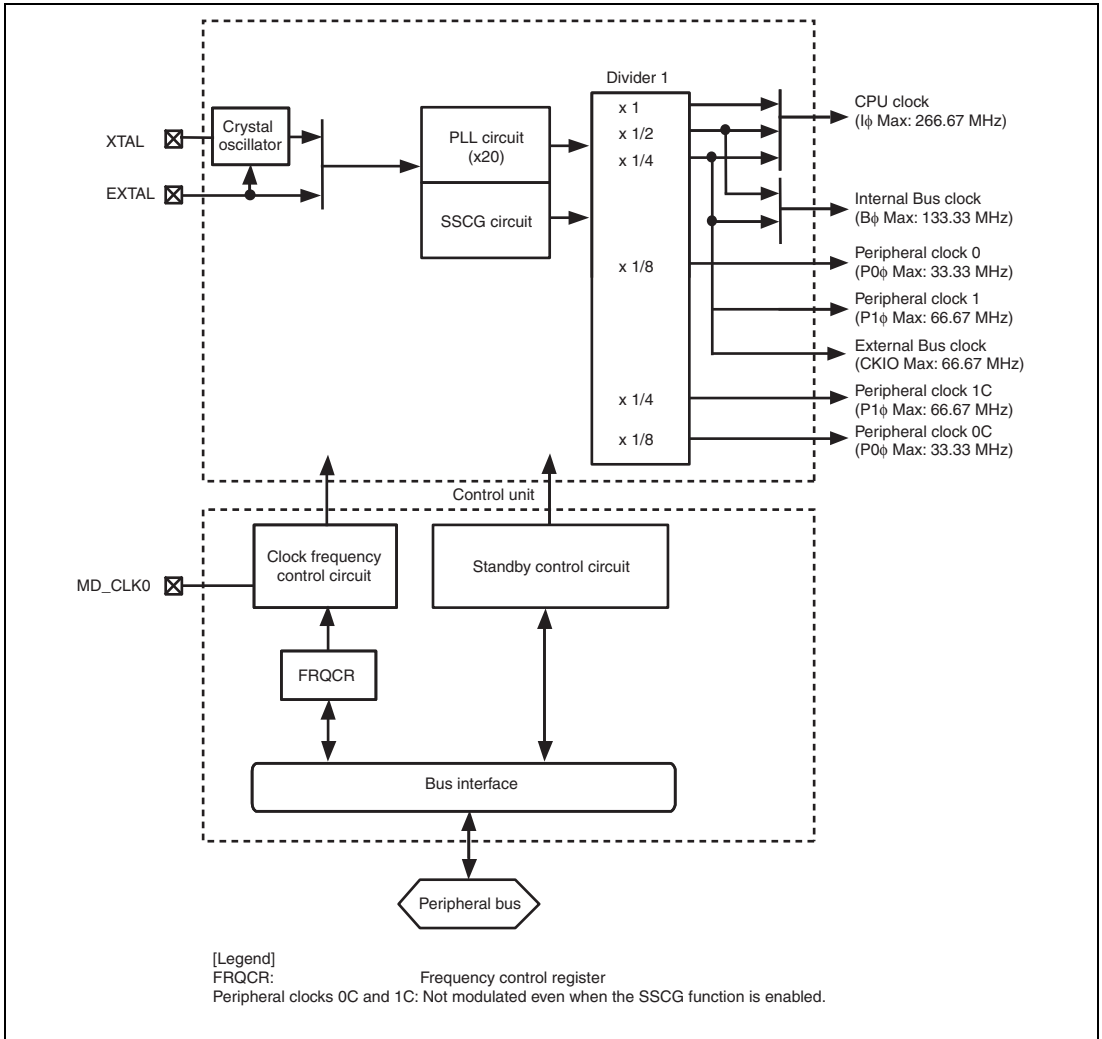 Divider 1
XTAL
Crystal
oscillator
EXTAL
PLL circuit
(x20)
SSCG circuit
x 1
x 1/2
x 1/4
x 1/8
x 1/4
x 1/8
CPU clock
(Iϕ Max: 266.67 MHz)
Internal Bus clock
(Bϕ Max: 133.33 MHz)
Peripheral clock 0
(P0ϕ Max: 33.33 MHz)
Peripheral clock 1
(P1ϕ Max: 66.67 MHz)
External Bus clock
(CKIO Max: 66.67 MHz)
Peripheral clock 1C
(P1ϕ Max: 66.67 MHz)
Peripheral clock 0C
(P0ϕ Max: 33.33 MHz)
Control unit
MD_CLK0
Clock frequency
control circuit
Standby control circuit
FRQCR
Bus interface
Peripheral bus
[Legend]
FRQCR: Frequency control register
Peripheral clocks 0C and 1C: Not modulated even when the SSCG function is enabled.